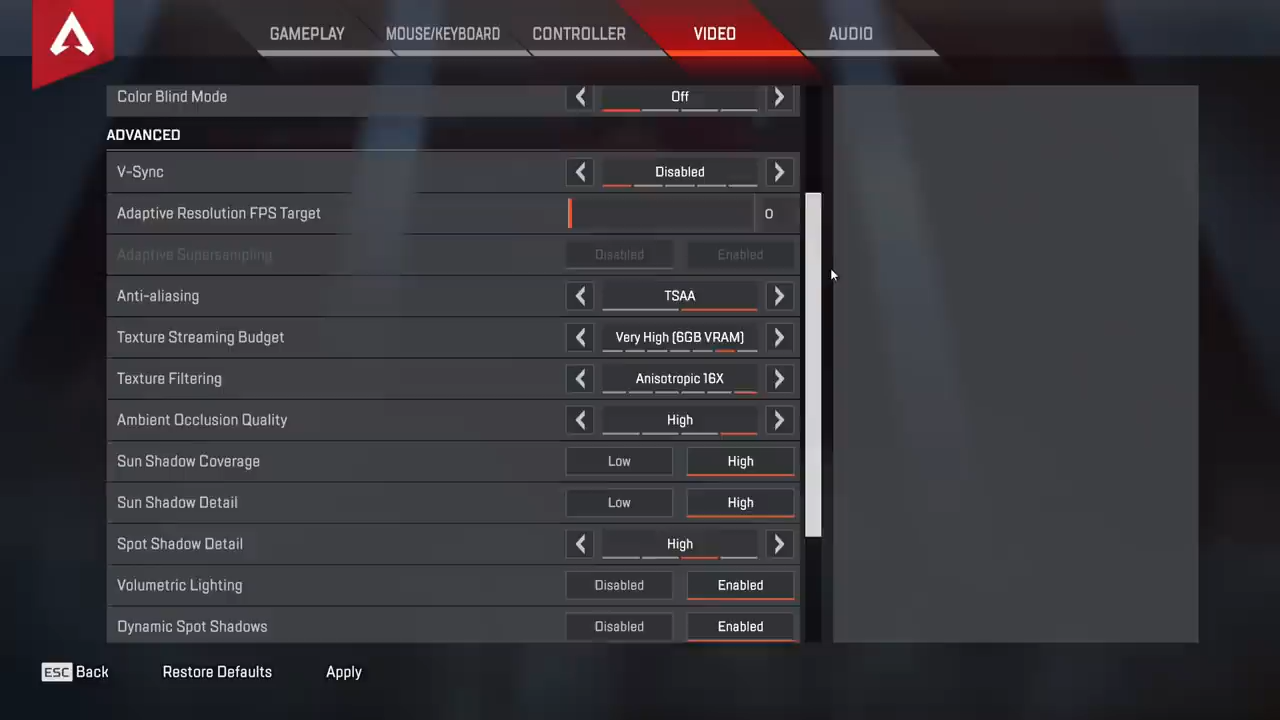 GAMEPLAY MOUSE/KEYBOARD CONTROLLER VIDEO AUDIO
Color Blind Mode Off
ADVANCED
V-Sync Disabled
Adaptive Resolution FPS Target 0
Adaptive Supersampling Disabled Enabled
Anti-aliasing TSAA
Texture Streaming Budget Very High (6GB VRAM)
Texture Filtering Anisotropic 16X
Ambient Occlusion Quality High
Sun Shadow Coverage Low High
Sun Shadow Detail Low High
Spot Shadow Detail High
Volumetric Lighting Disabled Enabled
Dynamic Spot Shadows Disabled Enabled
ESC Back Restore Defaults Apply